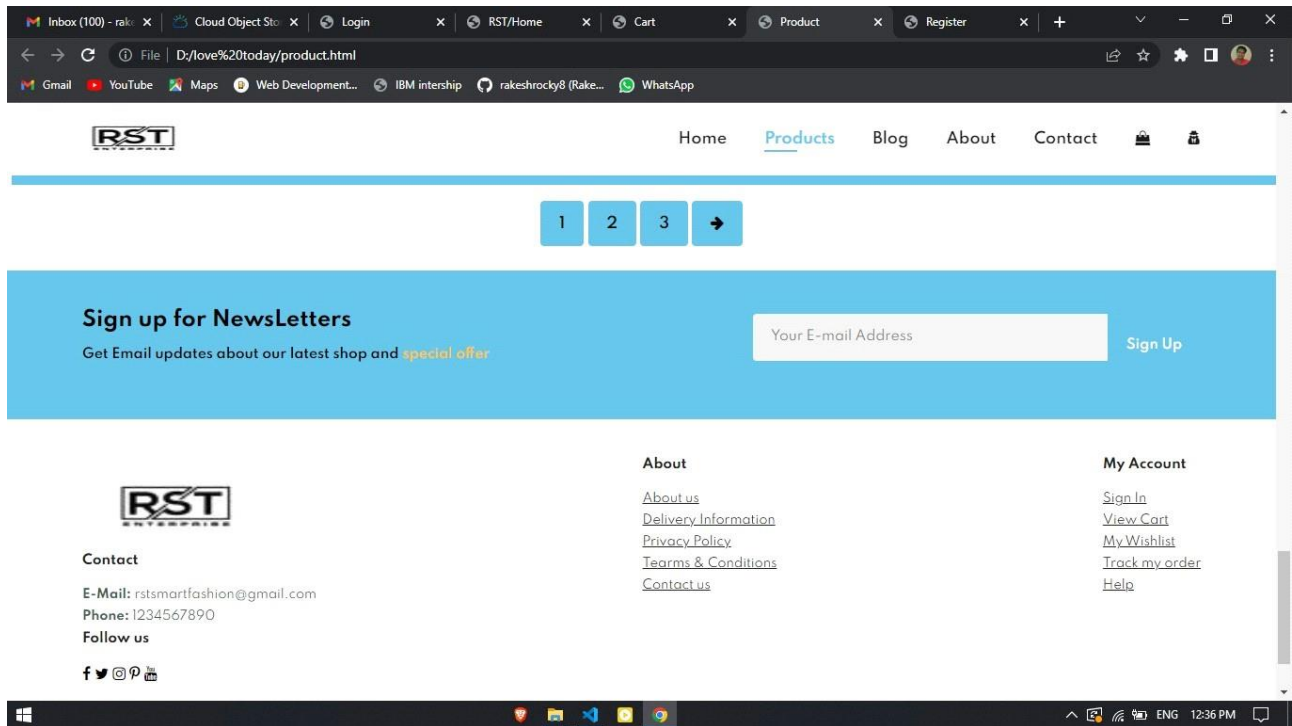 Inbox (100) - rake
Cloud Object Sto
Login
RST/Home
Cart
Product
Register
File
D:/love%20today/product.html
Gmail
YouTube
Maps
Web Development...
IBM intership
rakeshrocky8 (Rake...
WhatsApp
RST
ENTERPRISE
Home
Products
Blog
About
Contact
1
2
3
Sign up for NewsLetters
Get Email updates about our latest shop and special offer
Your E-mail Address
Sign Up
RST
ENTERPRISE
Contact
E-Mail: rstsmartfashion@gmail.com
Phone: 1234567890
Follow us
About
About us
Delivery Information
Privacy Policy
Tearms & Conditions
Contact us
My Account
Sign In
View Cart
My Wishlist
Track my order
Help
ENG
12:36 PM